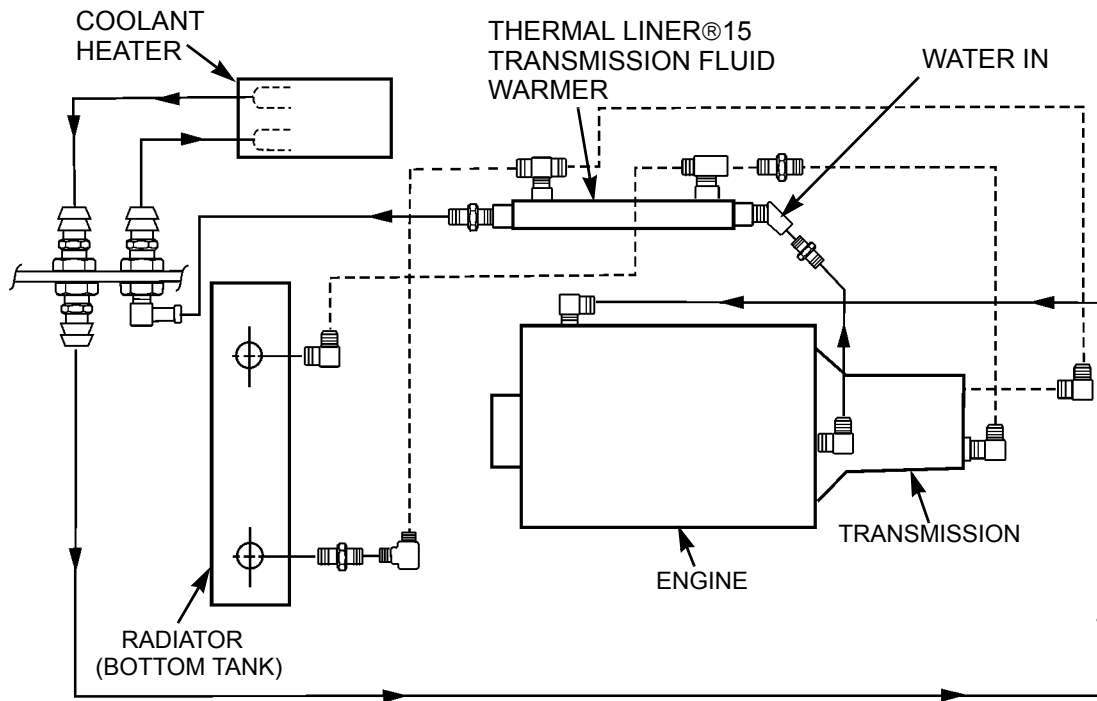 COOLANT
HEATER
THERMAL LINER®15
TRANSMISSION FLUID
WARMER
WATER IN
TRANSMISSION
ENGINE
RADIATOR
(BOTTOM TANK)